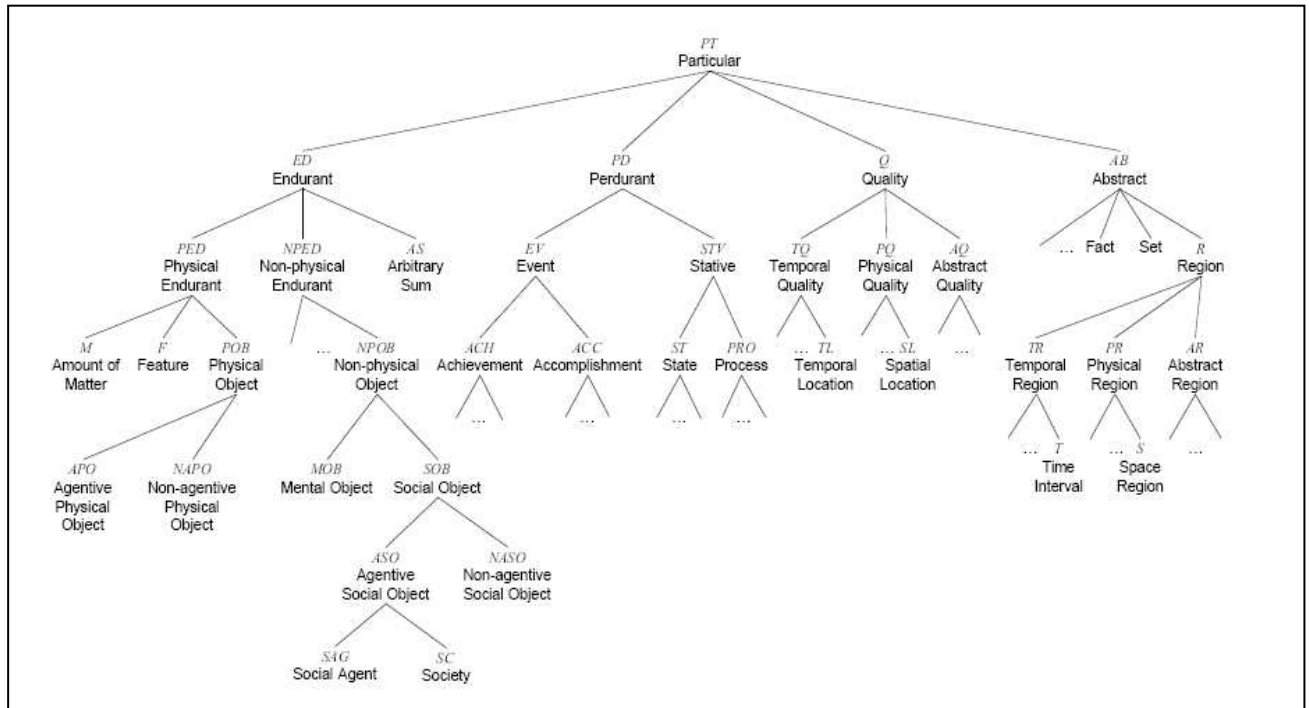 PT
Particular
ED PD Q AB
Endurant Perdurant Quality Abstract
PED NPED AS EV STV TQ PQ AQ … Fact Set R
Physical Non-physical Arbitrary Event Stative Temporal Physical Abstract Region
Endurant Endurant Sum Quality Quality Quality
M F POB … NPOB ACH ACC ST PRO … TL … SL … TR PR AR
Amount of Feature Physical Non-physical Achievement Accomplishment State Process Temporal Spatial Temporal Physical Abstract
Matter Object Object Location Location Region Region Region
… … … …
… T … S …
APO NAPO MOB SOB Time Space
Agentive Non-agentive Mental Object Social Object Interval Region
Physical Physical
Object Object
ASO NASO
Agentive Non-agentive
Social Object Social Object
SAG SC
Social Agent Society